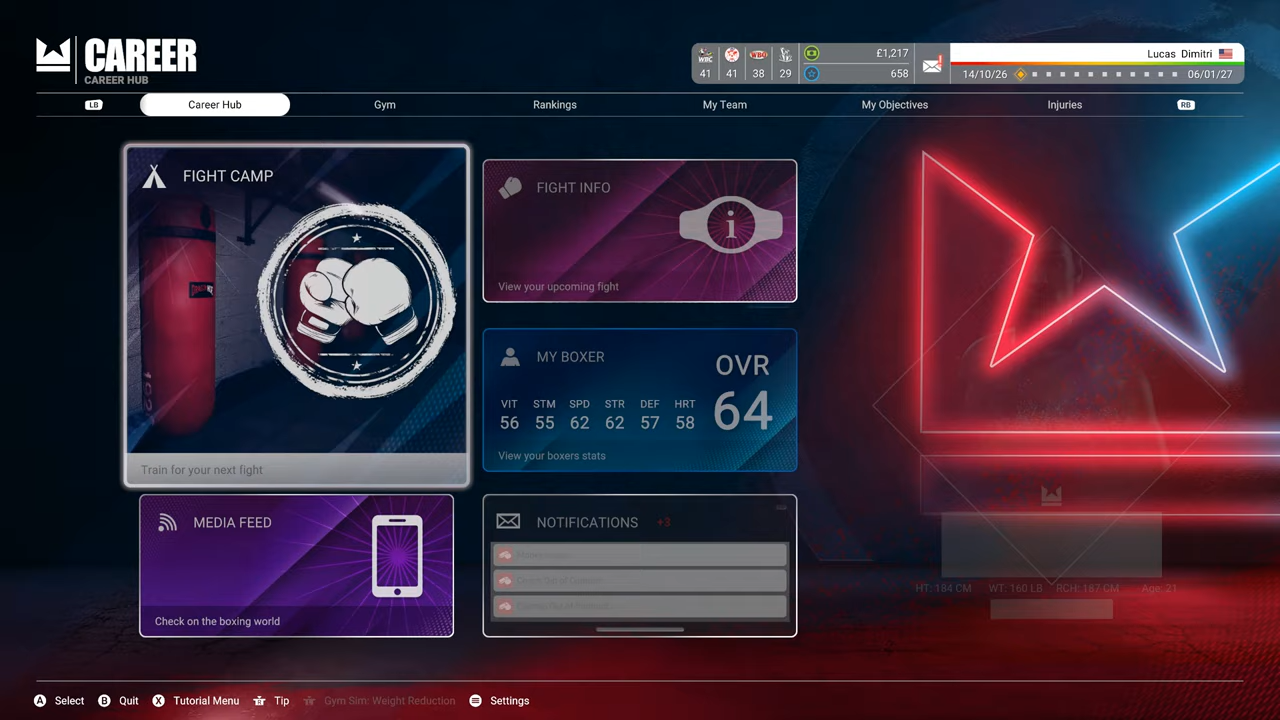 CAREER
CAREER HUB
WBC
WBO
41 41 38 29
£1,217
658
Lucas Dimitri
14/10/26
06/01/27
LB
Career Hub
Gym
Rankings
My Team
My Objectives
Injuries
RB
FIGHT CAMP
Train for your next fight
FIGHT INFO
i
View your upcoming fight
MY BOXER
OVR
64
VIT STM SPD STR DEF HRT
56 55 62 62 57 58
View your boxers stats
MEDIA FEED
Check on the boxing world
NOTIFICATIONS +3
HT: 184 CM WT: 160 LB RCH: 187 CM Age: 21
A Select
B Quit
X Tutorial Menu
Tip
Gym Sim: Weight Reduction
Settings